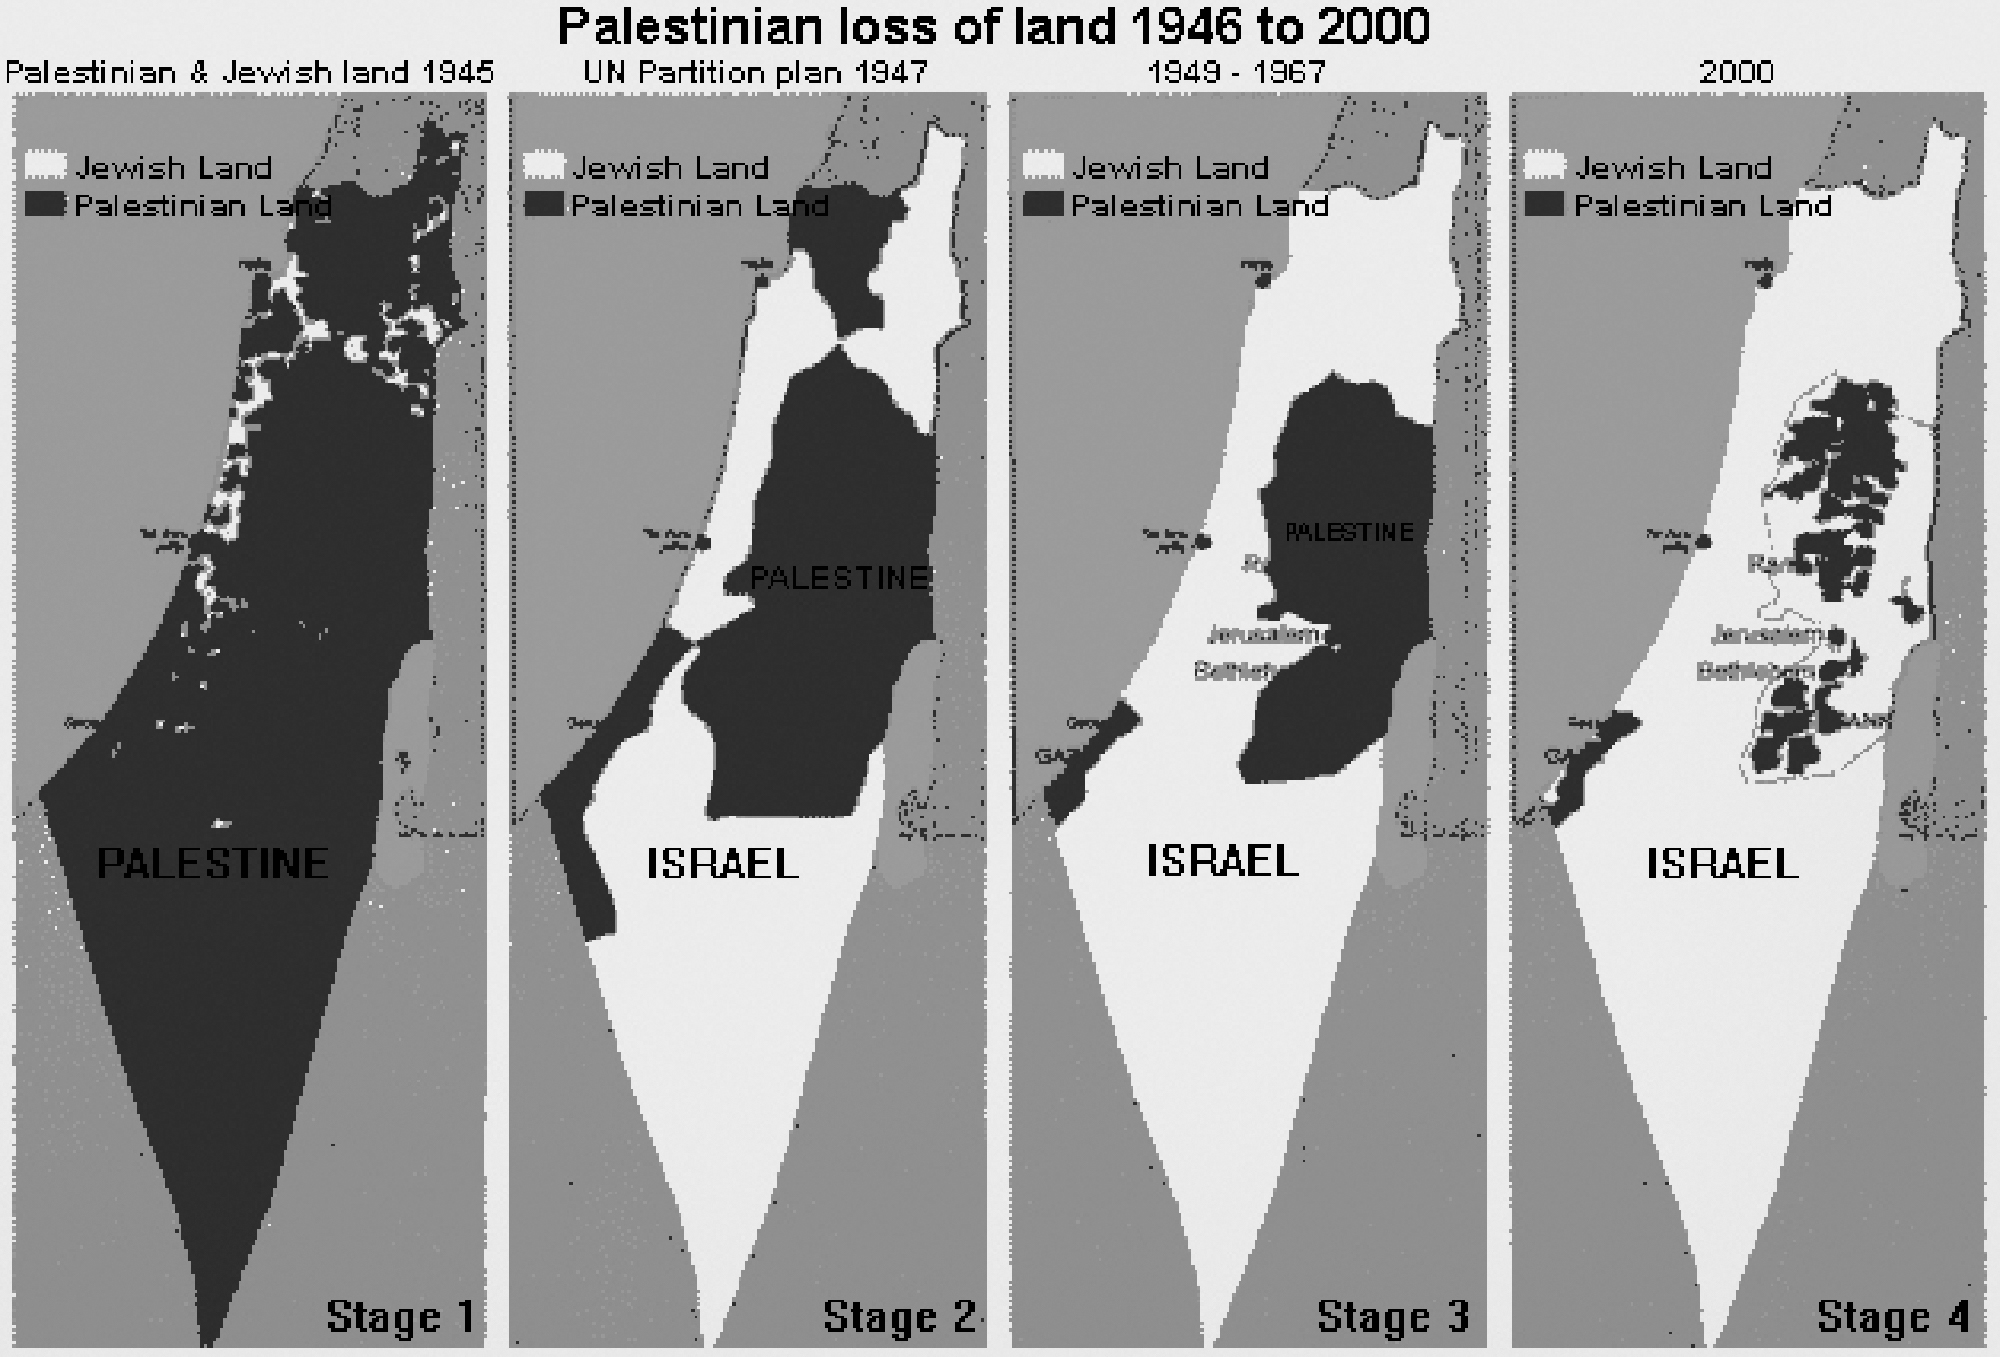 Palestinian loss of land 1946 to 2000
Palestinian & Jewish land 1945
UN Partition plan 1947
1949 - 1967
2000
Jewish Land
Palestinian Land
PALESTINE
Stage 1
Jewish Land
Palestinian Land
PALESTINE
ISRAEL
Stage 2
Jewish Land
Palestinian Land
PALESTINE
Jerusalem
ISRAEL
Stage 3
Jewish Land
Palestinian Land
Jerusalem
Bethlehem
ISRAEL
Stage 4